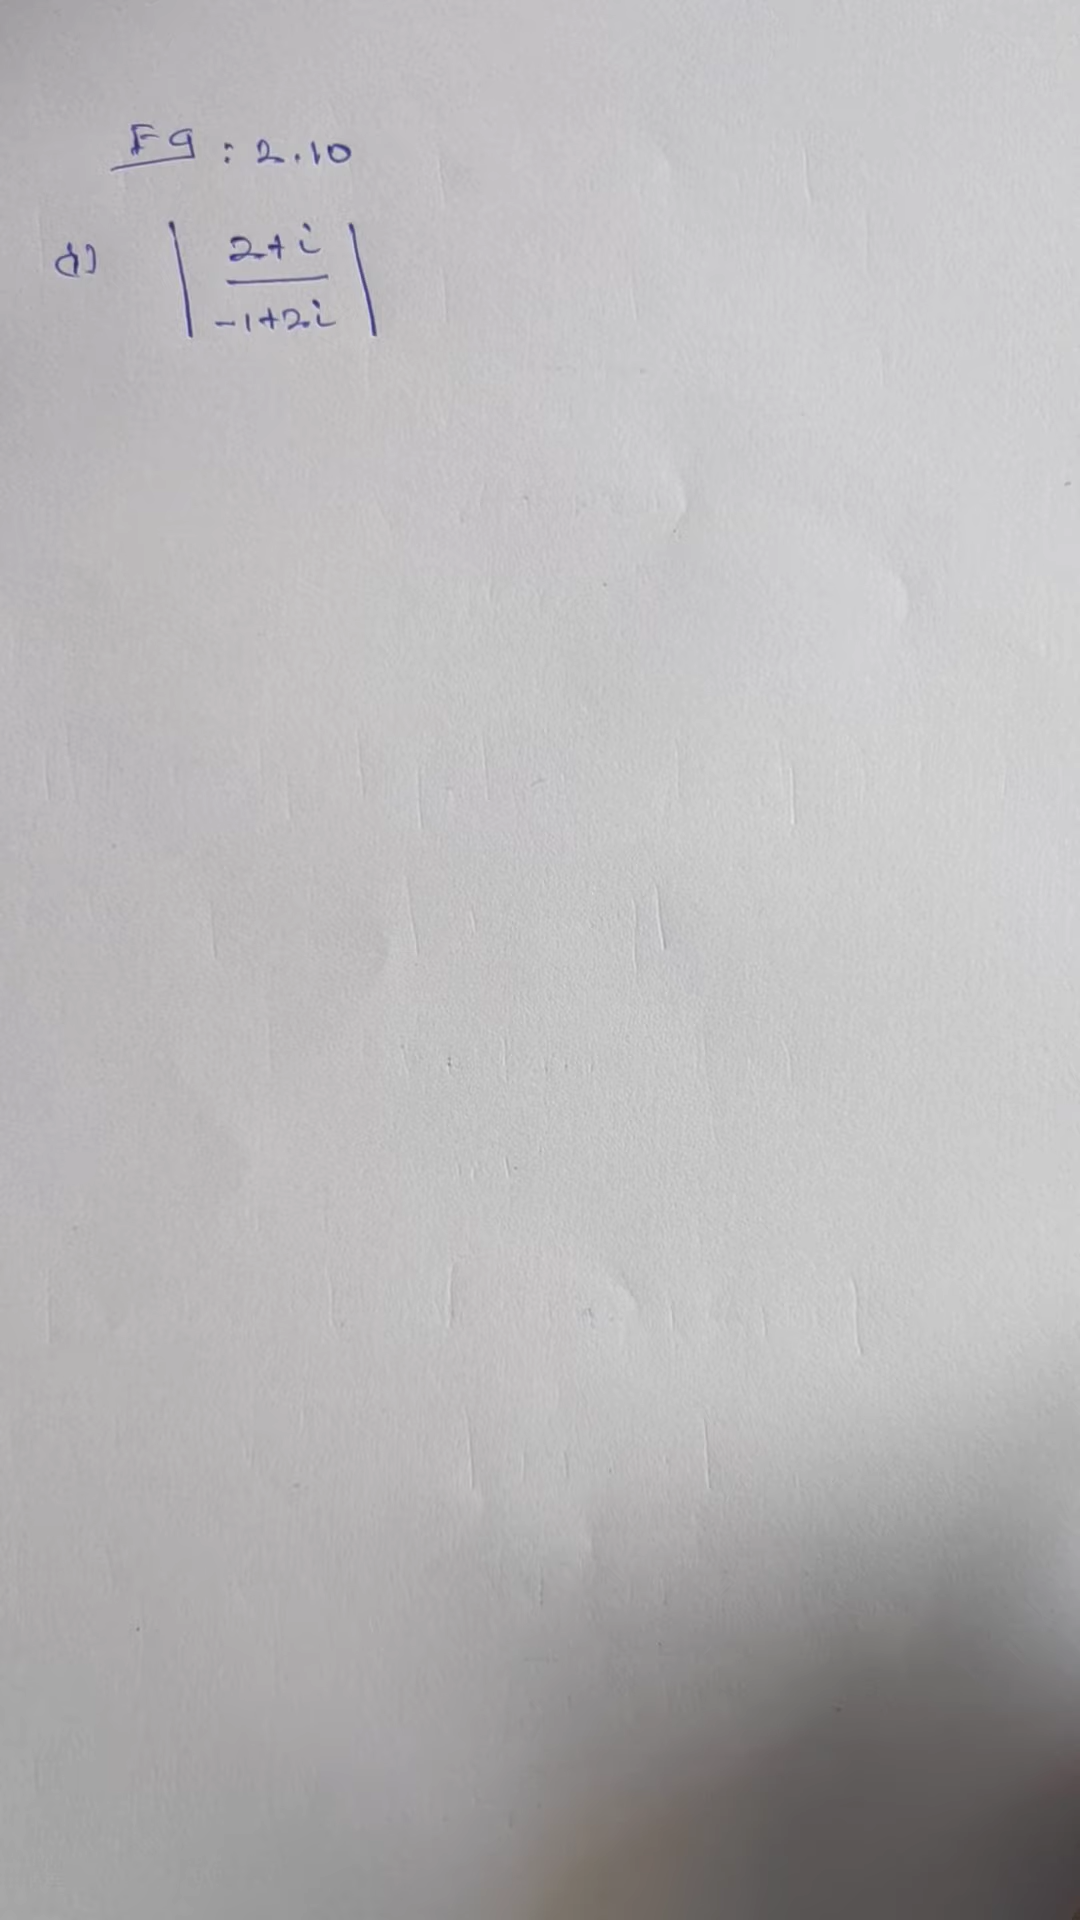 Eg : 2.10
(i) | 2+i / -1+2i |